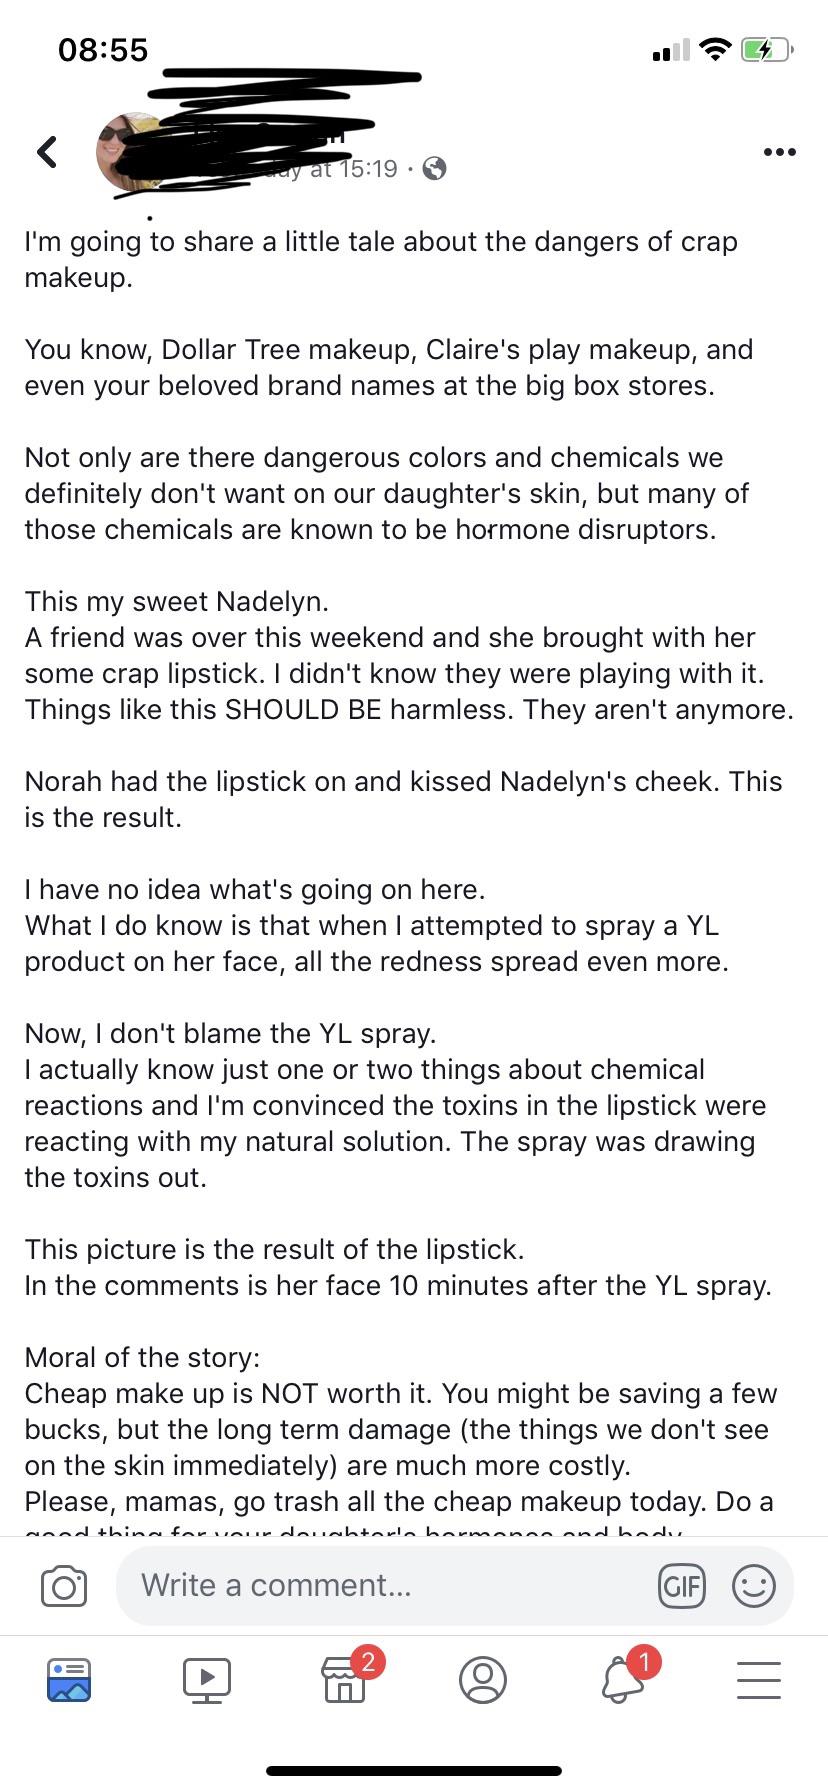 08:55
at 15:19 ·
I'm going to share a little tale about the dangers of crap
makeup.
You know, Dollar Tree makeup, Claire's play makeup, and
even your beloved brand names at the big box stores.
Not only are there dangerous colors and chemicals we
definitely don't want on our daughter's skin, but many of
those chemicals are known to be hormone disruptors.
This my sweet Nadelyn.
A friend was over this weekend and she brought with her
some crap lipstick. I didn't know they were playing with it.
Things like this SHOULD BE harmless. They aren't anymore.
Norah had the lipstick on and kissed Nadelyn's cheek. This
is the result.
I have no idea what's going on here.
What I do know is that when I attempted to spray a YL
product on her face, all the redness spread even more.
Now, I don't blame the YL spray.
I actually know just one or two things about chemical
reactions and I'm convinced the toxins in the lipstick were
reacting with my natural solution. The spray was drawing
the toxins out.
This picture is the result of the lipstick.
In the comments is her face 10 minutes after the YL spray.
Moral of the story:
Cheap make up is NOT worth it. You might be saving a few
bucks, but the long term damage (the things we don't see
on the skin immediately) are much more costly.
Please, mamas, go trash all the cheap makeup today. Do a
good thing for your daughter's hormones and body
Write a comment...
GIF
2
1